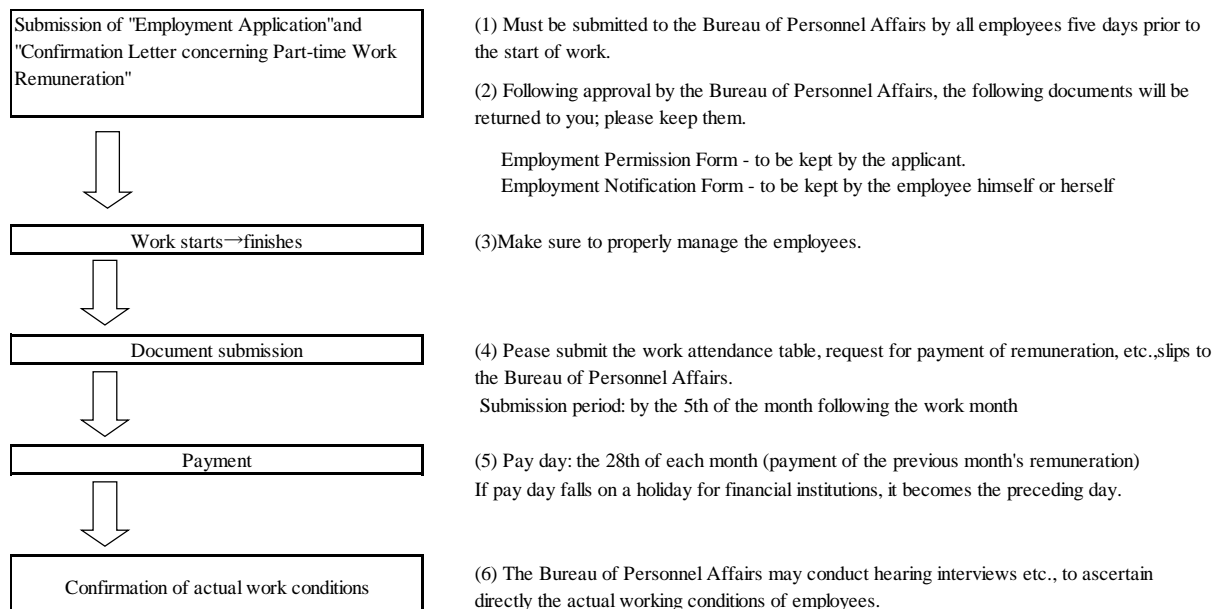 Submission of "Employment Application"and
"Confirmation Letter concerning Part-time Work
Remuneration"
(1) Must be submitted to the Bureau of Personnel Affairs by all employees five days prior to
the start of work.
(2) Following approval by the Bureau of Personnel Affairs, the following documents will be
returned to you; please keep them.
Employment Permission Form - to be kept by the applicant.
Employment Notification Form - to be kept by the employee himself or herself
Work starts→finishes
(3)Make sure to properly manage the employees.
Document submission
(4) Pease submit the work attendance table, request for payment of remuneration, etc.,slips to
the Bureau of Personnel Affairs.
Submission period: by the 5th of the month following the work month
Payment
(5) Pay day: the 28th of each month (payment of the previous month's remuneration)
If pay day falls on a holiday for financial institutions, it becomes the preceding day.
Confirmation of actual work conditions
(6) The Bureau of Personnel Affairs may conduct hearing interviews etc., to ascertain
directly the actual working conditions of employees.